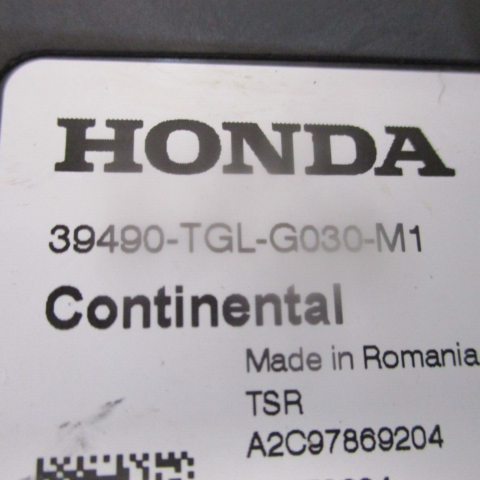 HONDA
39490-TGL-G030-M1
Continental
Made in Romania
TSR
A2C97869204